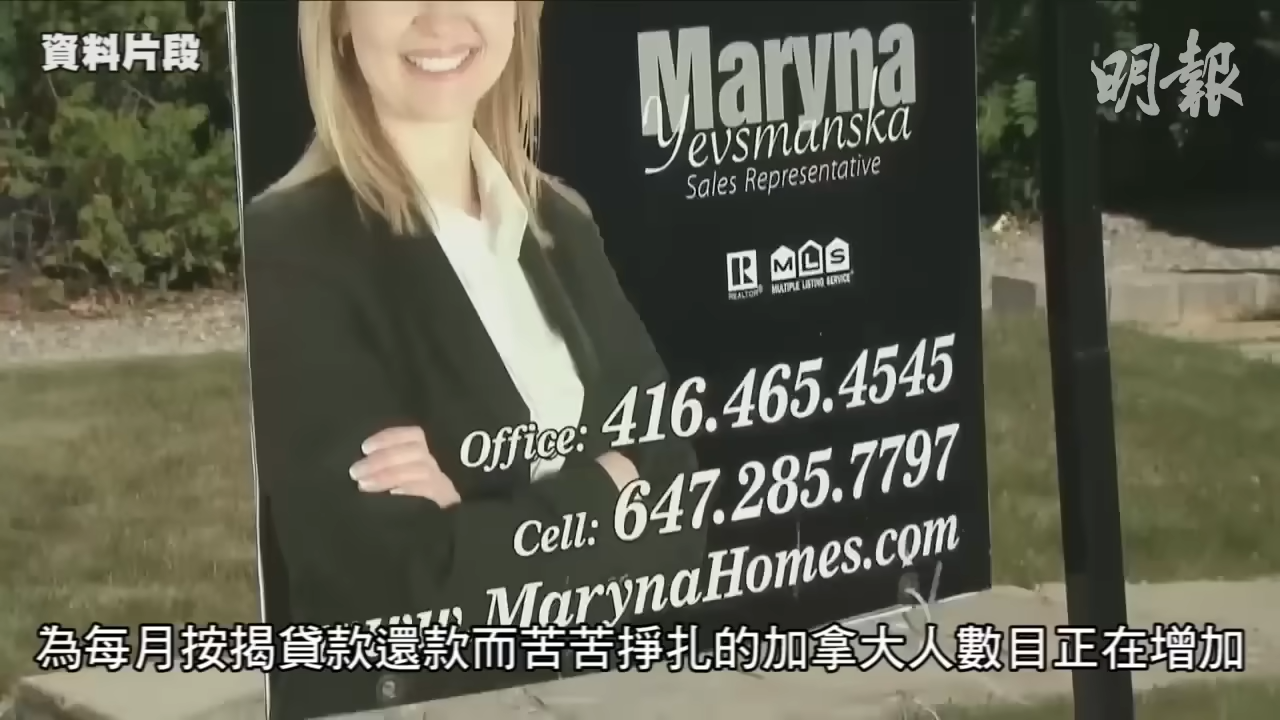 資料片段
明報
Maryna
Yevsmanska
Sales Representative
R MLS
REALTOR® MULTIPLE LISTING SERVICE®
Office: 416.465.4545
Cell: 647.285.7797
www.MarynaHomes.com
為每月按揭貸款還款而苦苦掙扎的加拿大人數目正在增加